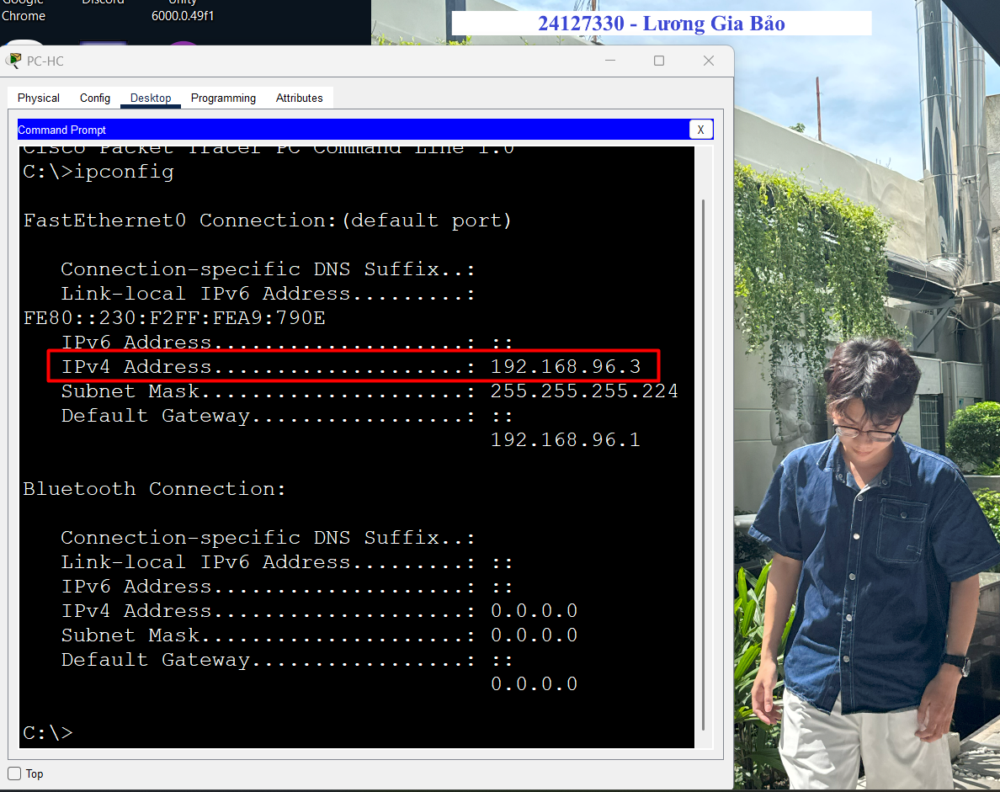 Google
Chrome
Discord
Unity
6000.0.49f1
24127330 - Lương Gia Bảo
PC-HC
Physical Config Desktop Programming Attributes
Command Prompt X
Cisco Packet Tracer PC Command Line 1.0
C:\>ipconfig
FastEthernet0 Connection:(default port)
Connection-specific DNS Suffix..:
Link-local IPv6 Address.........:
FE80::230:F2FF:FEA9:790E
IPv6 Address....................: ::
IPv4 Address....................: 192.168.96.3
Subnet Mask.....................: 255.255.255.224
Default Gateway.................: ::
192.168.96.1
Bluetooth Connection:
Connection-specific DNS Suffix..:
Link-local IPv6 Address.........: ::
IPv6 Address....................: ::
IPv4 Address....................: 0.0.0.0
Subnet Mask.....................: 0.0.0.0
Default Gateway.................: ::
0.0.0.0
C:\>
Top